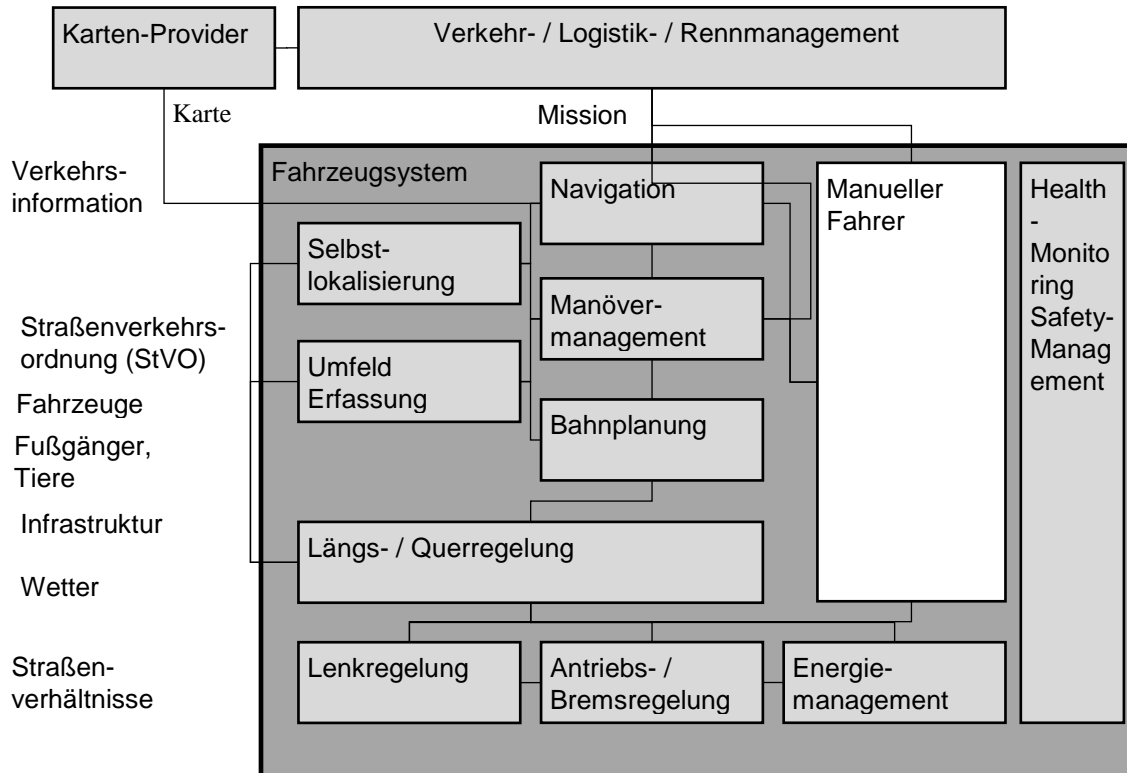 Karten-Provider
Verkehr- / Logistik- / Rennmanagement
Karte
Mission
Verkehrs-
information
Fahrzeugsystem
Navigation
Manueller
Fahrer
Health
-
Monito
ring
Safety-
Manag
ement
Selbst-
lokalisierung
Manöver-
management
Straßenverkehrs-
ordnung (StVO)
Umfeld
Erfassung
Fahrzeuge
Bahnplanung
Fußgänger,
Tiere
Infrastruktur
Längs- / Querregelung
Wetter
Straßen-
verhältnisse
Lenkregelung
Antriebs- /
Bremsregelung
Energie-
management